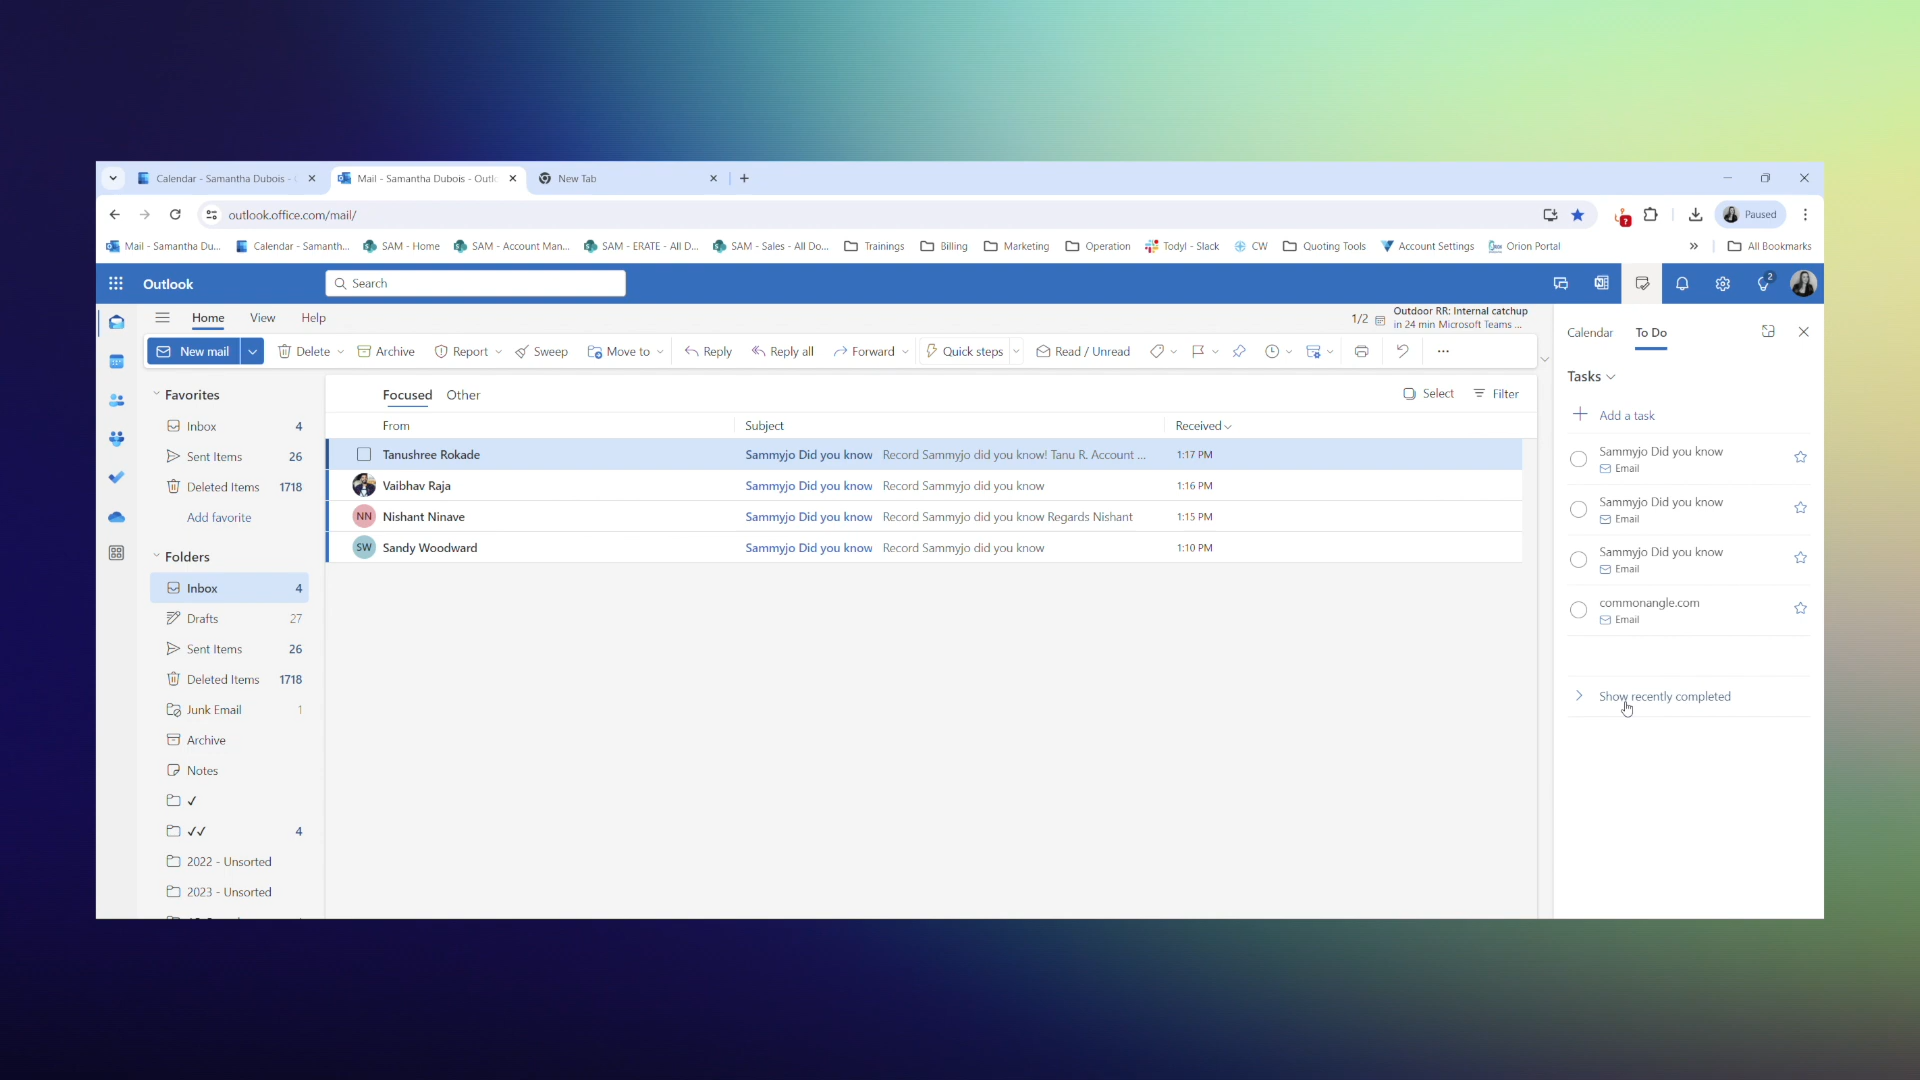 Calendar - Samantha Dubois -
Mail - Samantha Dubois - Outlo
New Tab
outlook.office.com/mail/
Paused
Mail - Samantha Du...
Calendar - Samanth...
SAM - Home
SAM - Account Man...
SAM - ERATE - All D...
SAM - Sales - All Do...
Trainings
Billing
Marketing
Operation
Todyl - Slack
CW
Quoting Tools
Account Settings
Orion Portal
All Bookmarks
Outlook
Search
2
Home
View
Help
1/2
Outdoor RR: Internal catchup
in 24 min Microsoft Teams ...
New mail
Delete
Archive
Report
Sweep
Move to
Reply
Reply all
Forward
Quick steps
Read / Unread
Favorites
Inbox 4
Sent Items 26
Deleted Items 1718
Add favorite
Folders
Inbox 4
Drafts 27
Sent Items 26
Deleted Items 1718
Junk Email 1
Archive
Notes
✓
✓✓ 4
2022 - Unsorted
2023 - Unsorted
Focused
Other
Select
Filter
From
Subject
Received
Tanushree Rokade Sammyjo Did you know Record Sammyjo did you know! Tanu R. Account ... 1:17 PM
Vaibhav Raja Sammyjo Did you know Record Sammyjo did you know 1:16 PM
NN Nishant Ninave Sammyjo Did you know Record Sammyjo did you know Regards Nishant 1:15 PM
SW Sandy Woodward Sammyjo Did you know Record Sammyjo did you know 1:10 PM
Calendar
To Do
Tasks
Add a task
Sammyjo Did you know
Email
Sammyjo Did you know
Email
Sammyjo Did you know
Email
commonangle.com
Email
Show recently completed